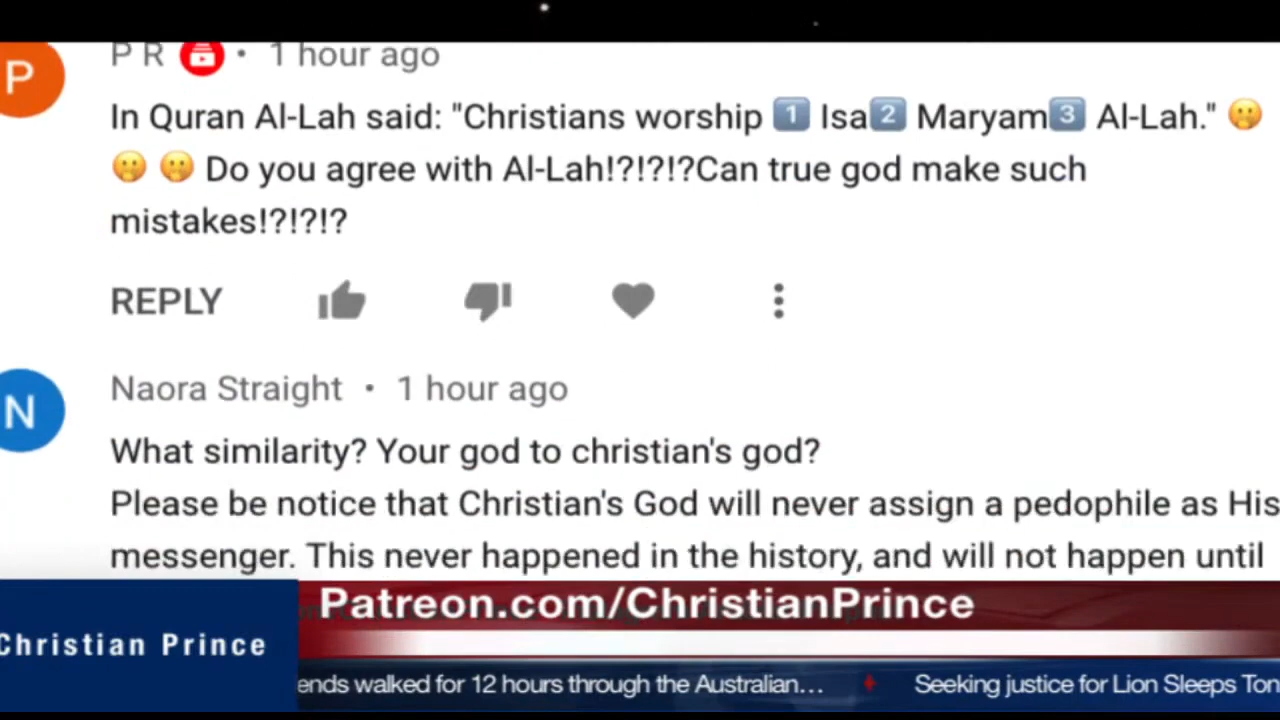 P
P R • 1 hour ago
In Quran Al-Lah said: "Christians worship 1️⃣ Isa2️⃣ Maryam3️⃣ Al-Lah." 🤭
🤭 🤭 Do you agree with Al-Lah!?!?!?Can true god make such
mistakes!?!?!?
REPLY
N
Naora Straight • 1 hour ago
What similarity? Your god to christian's god?
Please be notice that Christian's God will never assign a pedophile as His
messenger. This never happened in the history, and will not happen until
Patreon.com/ChristianPrince
Christian Prince
ends walked for 12 hours through the Australian... Seeking justice for Lion Sleeps Ton